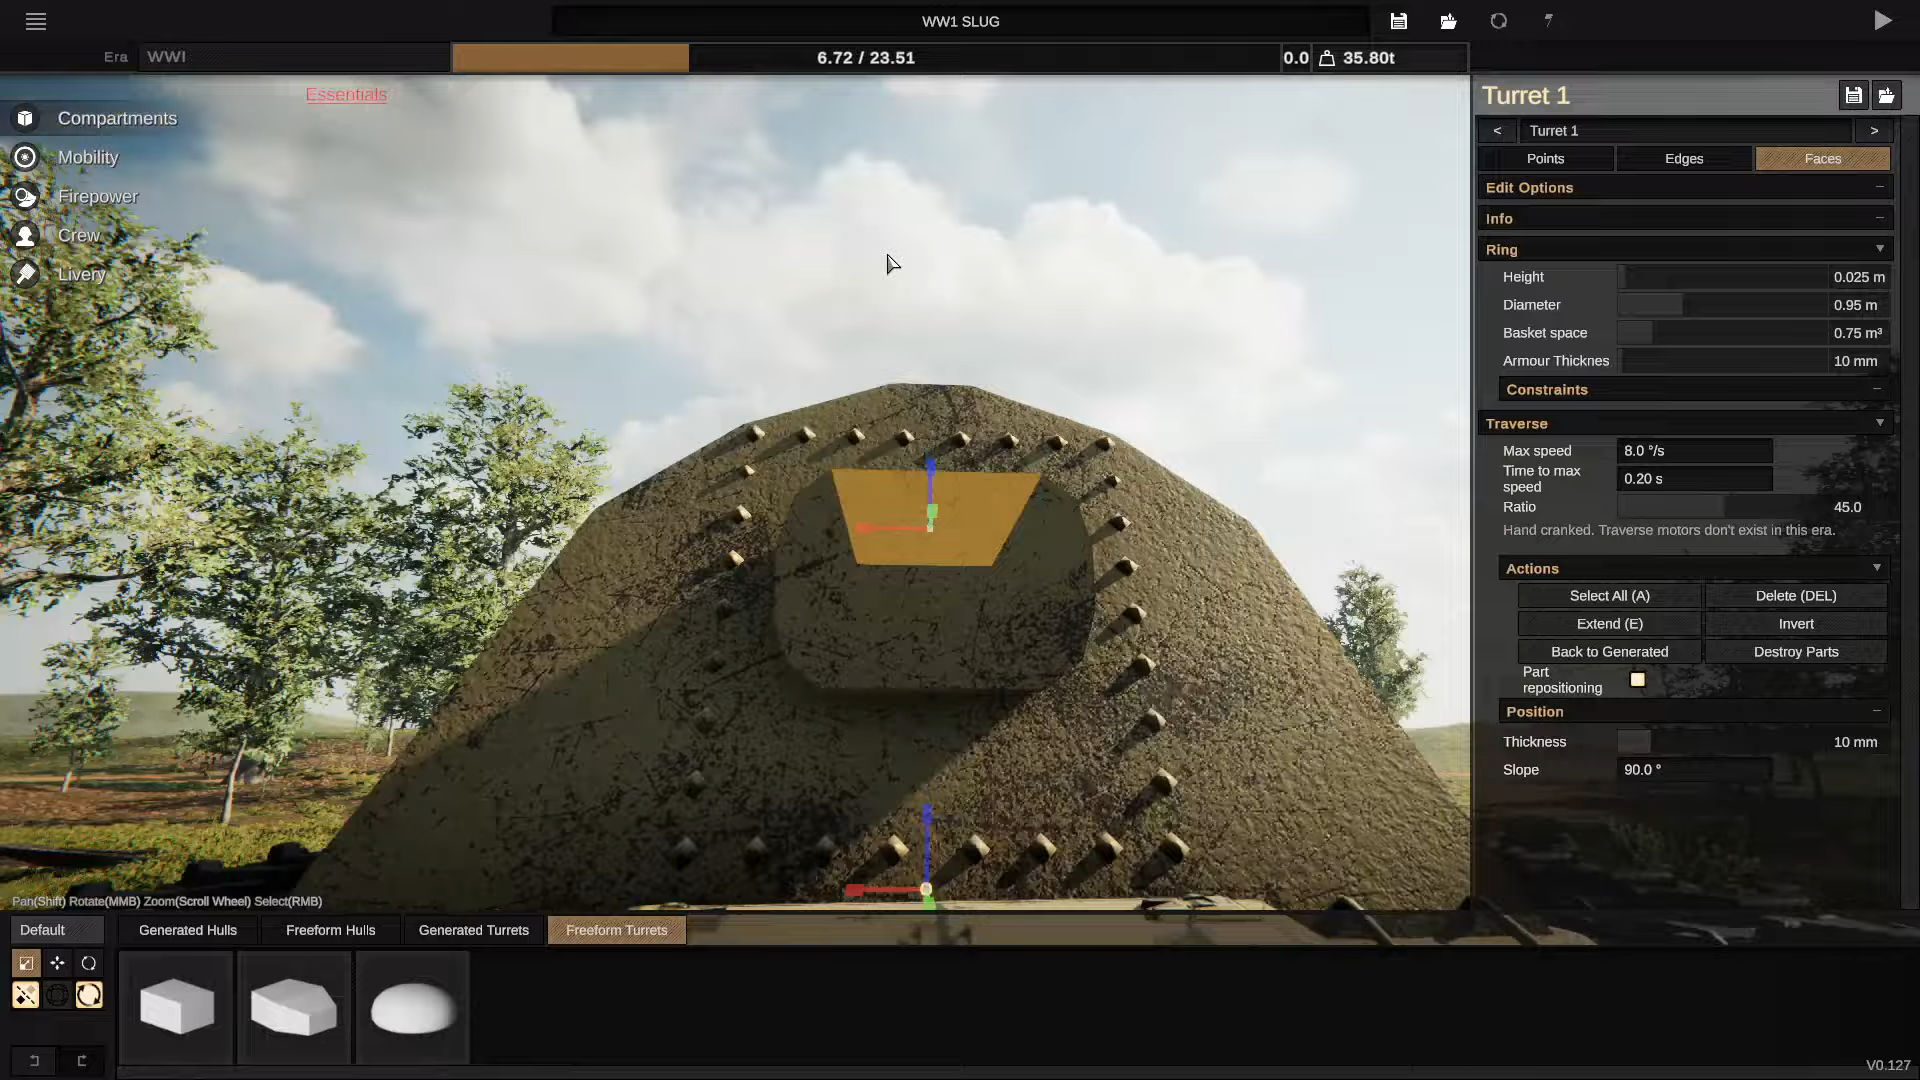 WW1 SLUG
Era WWI 6.72 / 23.51 0.0 35.80t
Essentials
Compartments
Mobility
Firepower
Crew
Livery
Turret 1
< Turret 1 >
Points Edges Faces
Edit Options
Info
Ring
Height 0.025 m
Diameter 0.95 m
Basket space 0.75 m³
Armour Thicknes 10 mm
Constraints
Traverse
Max speed 8.0 °/s
Time to max speed 0.20 s
Ratio 45.0
Hand cranked. Traverse motors don't exist in this era.
Actions
Select All (A) Delete (DEL)
Extend (E) Invert
Back to Generated Destroy Parts
Part repositioning
Position
Thickness 10 mm
Slope 90.0 °
Pan(Shift) Rotate(MMB) Zoom(Scroll Wheel) Select(RMB)
Default Generated Hulls Freeform Hulls Generated Turrets Freeform Turrets
V0.127